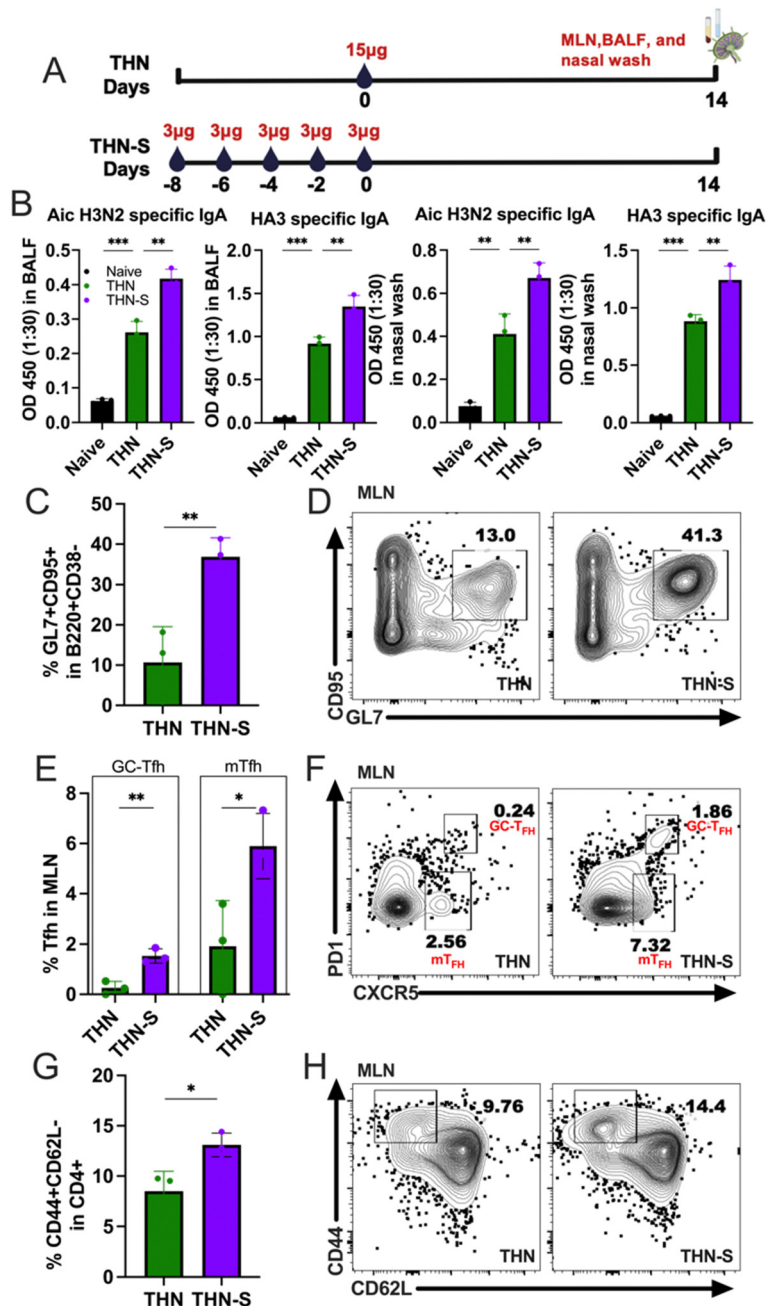 A
THN
Days
15µg
0
MLN,BALF, and
nasal wash
14
THN-S
Days
3µg 3µg 3µg 3µg 3µg
-8 -6 -4 -2 0 14
B
Aic H3N2 specific IgA
OD 450 (1:30) in BALF
0.5
0.4
0.3
0.2
0.1
0.0
*** **
Naive
THN
THN-S
Naive THN THN-S
HA3 specific IgA
OD 450 (1:30) in BALF
2.0
1.5
1.0
0.5
0.0
*** **
Naive THN THN-S
Aic H3N2 specific IgA
OD 450 (1:30)
in nasal wash
0.8
0.6
0.4
0.2
0.0
** **
Naive THN THN-S
HA3 specific IgA
OD 450 (1:30)
in nasal wash
1.5
1.0
0.5
0.0
*** **
Naive THN THN-S
C
% GL7+CD95+
in B220+CD38-
50
40
30
20
10
0
**
THN THN-S
D
MLN
13.0
THN
41.3
THN-S
CD95
GL7
E
GC-Tfh mTfh
% Tfh in MLN
8
6
4
2
0
** *
THN THN-S THN THN-S
F
MLN
0.24
GC-TFH
2.56
mTFH
THN
1.86
GC-TFH
7.32
mTFH
THN-S
PD1
CXCR5
G
% CD44+CD62L-
in CD4+
20
15
10
5
0
*
THN THN-S
H
MLN
9.76
THN
14.4
THN-S
CD44
CD62L